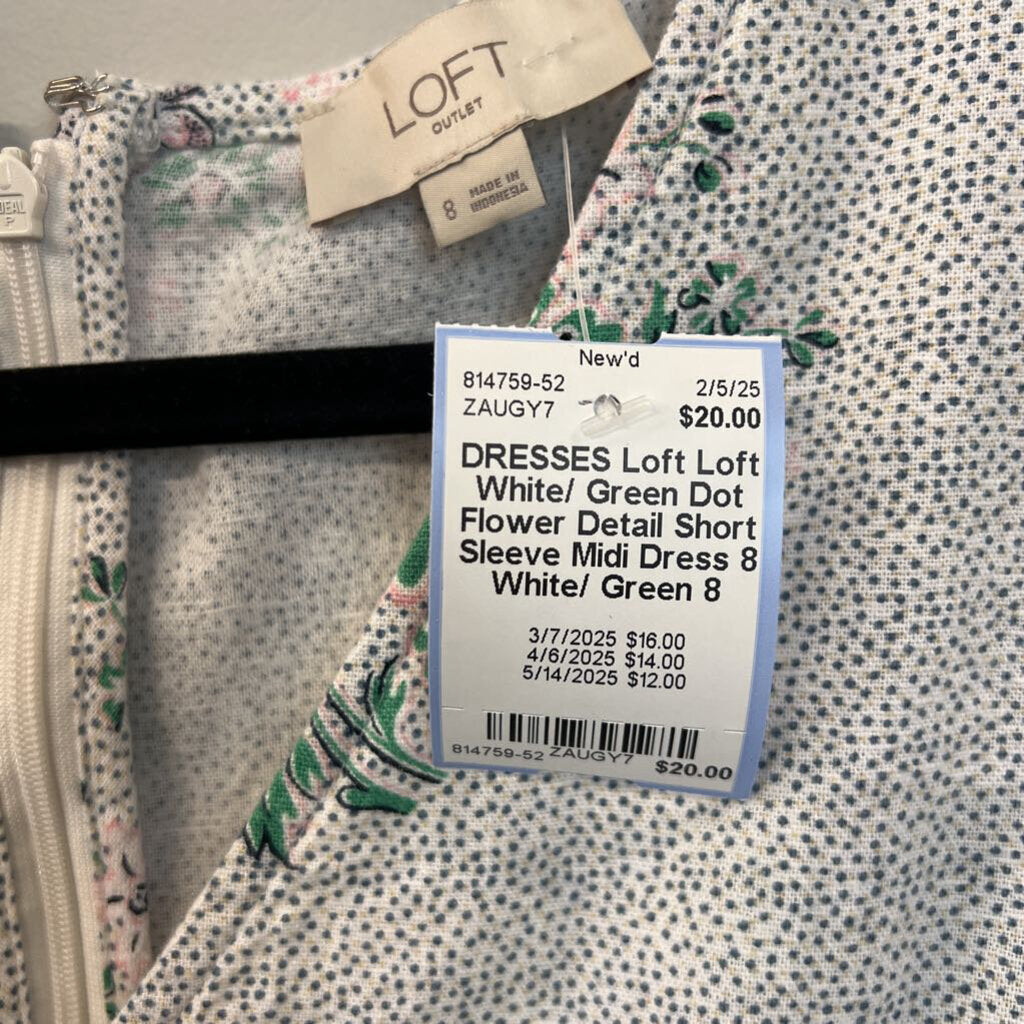 LOFT
OUTLET
8
MADE IN
INDONESIA
DEAL
P
New'd
814759-52
2/5/25
ZAUGY7
$20.00
DRESSES Loft Loft
White/ Green Dot
Flower Detail Short
Sleeve Midi Dress 8
White/ Green 8
3/7/2025 $16.00
4/6/2025 $14.00
5/14/2025 $12.00
814759-52 ZAUGY7 $20.00